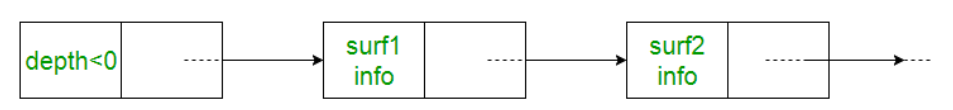 depth<0
surf1
info
surf2
info